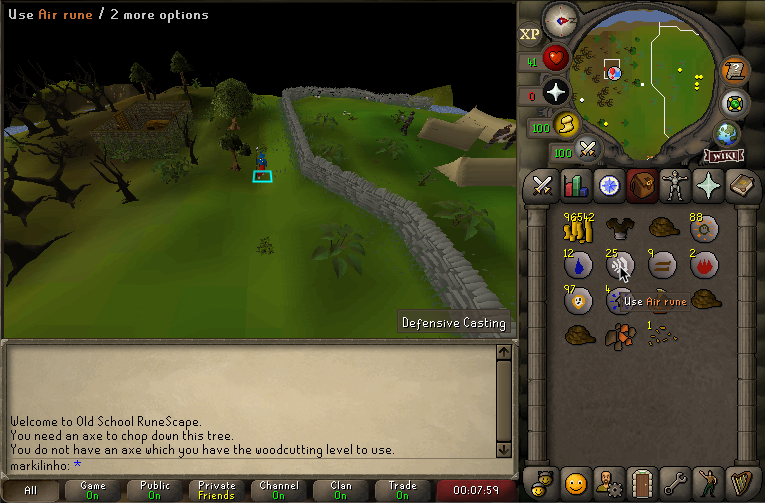 Use Air rune / 2 more options
XP
41
0
100
100
WIKI
96542
88
12
25
9
2
97
4
Use Air rune
1
Defensive Casting
Welcome to Old School RuneScape.
You need an axe to chop down this tree.
You do not have an axe which you have the woodcutting level to use.
markilinho: *
All
Game
On
Public
On
Private
Friends
Channel
On
Clan
On
Trade
On
00:07:59